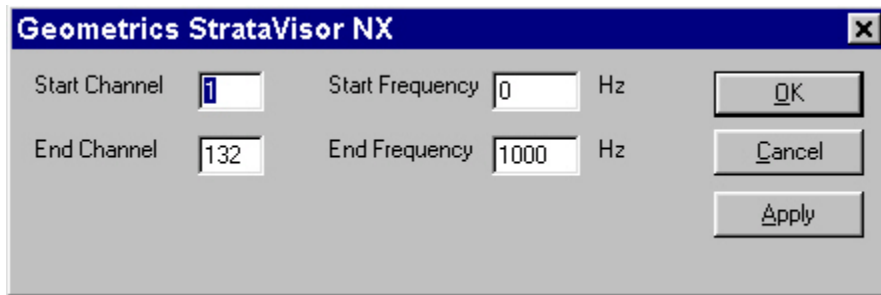 Geometrics StrataVisor NX
Start Channel 1 Start Frequency 0 Hz OK
End Channel 132 End Frequency 1000 Hz Cancel
Apply